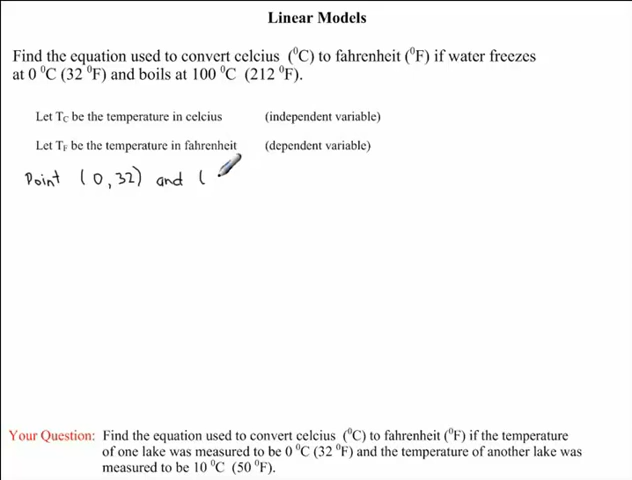 Linear Models
Find the equation used to convert celcius (⁰C) to fahrenheit (⁰F) if water freezes
at 0 ⁰C (32 ⁰F) and boils at 100 ⁰C (212 ⁰F).
Let T_C be the temperature in celcius (independent variable)
Let T_F be the temperature in fahrenheit (dependent variable)
Point (0,32) and (
Your Question: Find the equation used to convert celcius (⁰C) to fahrenheit (⁰F) if the temperature
of one lake was measured to be 0 ⁰C (32 ⁰F) and the temperature of another lake was
measured to be 10 ⁰C (50 ⁰F).